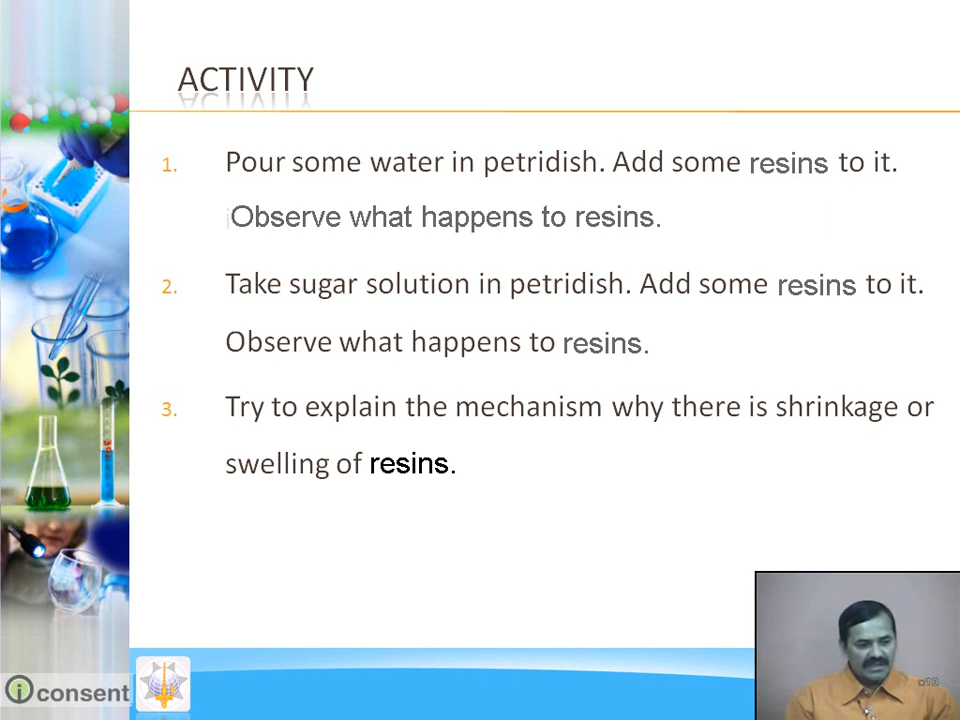 ACTIVITY
1. Pour some water in petridish. Add some resins to it.
Observe what happens to resins.
2. Take sugar solution in petridish. Add some resins to it.
Observe what happens to resins.
3. Try to explain the mechanism why there is shrinkage or
swelling of resins.
i consent
x10